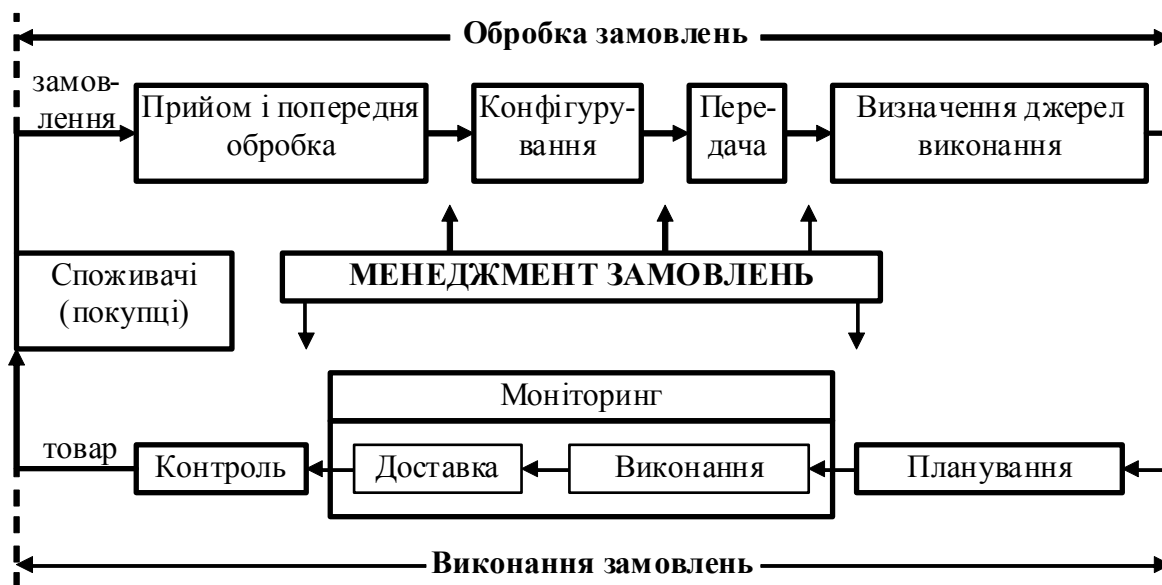 Обробка замовлень
замов-
лення
Прийом і попередня
обробка
Конфігуру-
вання
Пере-
дача
Визначення джерел
виконання
Споживачі
(покупці)
МЕНЕДЖМЕНТ ЗАМОВЛЕНЬ
Моніторинг
товар
Контроль
Доставка
Виконання
Планування
Виконання замовлень